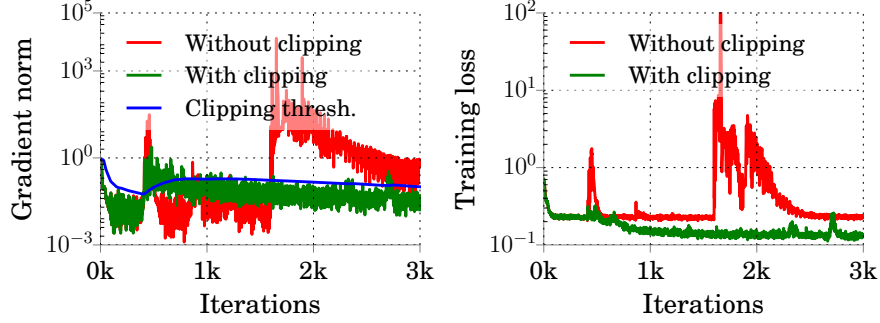 Gradient norm
10^5
10^3
10^0
10^-3
Without clipping
With clipping
Clipping thresh.
0k 1k 2k 3k
Iterations
Training loss
10^2
10^1
10^0
10^-1
Without clipping
With clipping
0k 1k 2k 3k
Iterations